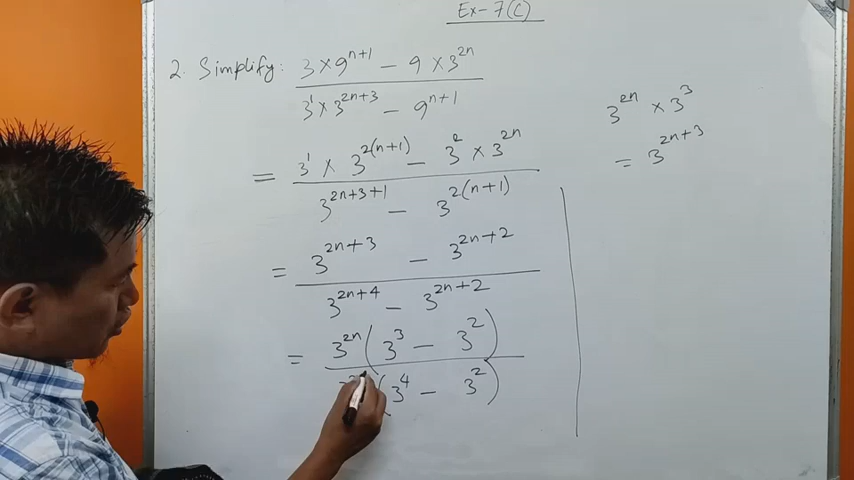 Ex-7(C)
2. Simplify: 3 × 9^{n+1} - 9 × 3^{2n}
3^1 × 3^{2n+3} - 9^{n+1}
= 3^1 × 3^{2(n+1)} - 3^2 × 3^{2n}
3^{2n+3+1} - 3^{2(n+1)}
= 3^{2n+3} - 3^{2n+2}
3^{2n+4} - 3^{2n+2}
= 3^{2n} (3^3 - 3^2)
(3^4 - 3^2)
3^{2n} × 3^3
= 3^{2n+3}